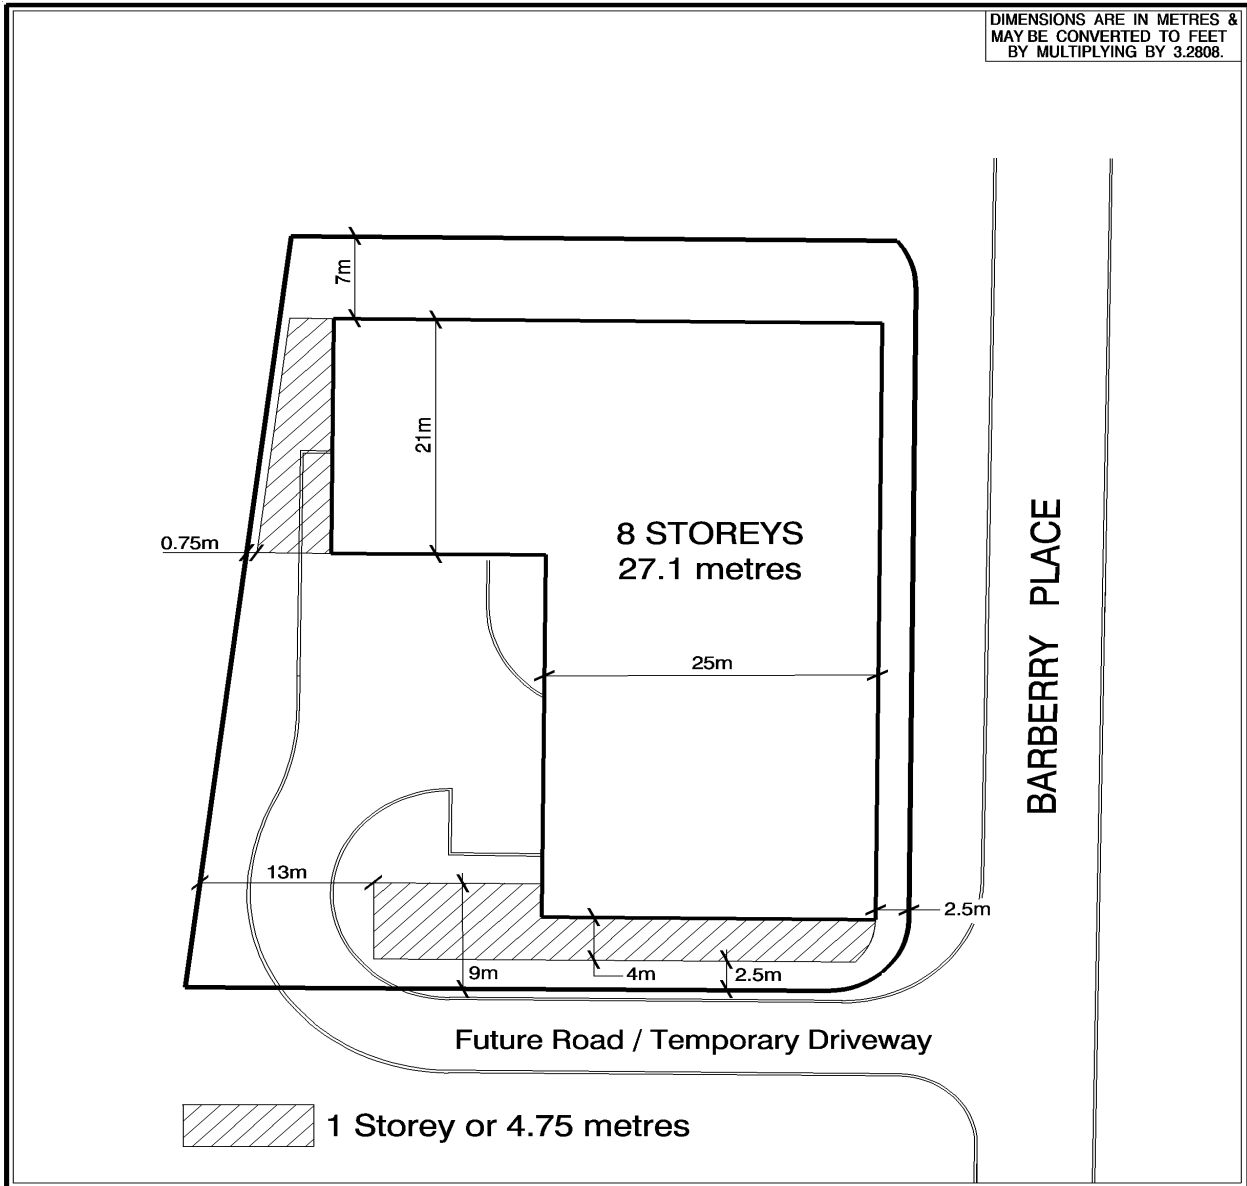 DIMENSIONS ARE IN METRES &
MAY BE CONVERTED TO FEET
BY MULTIPLYING BY 3.2808.
7m
21m
8 STOREYS
27.1 metres
0.75m
BARBERRY PLACE
25m
13m
2.5m
9m
4m
2.5m
Future Road / Temporary Driveway
1 Storey or 4.75 metres